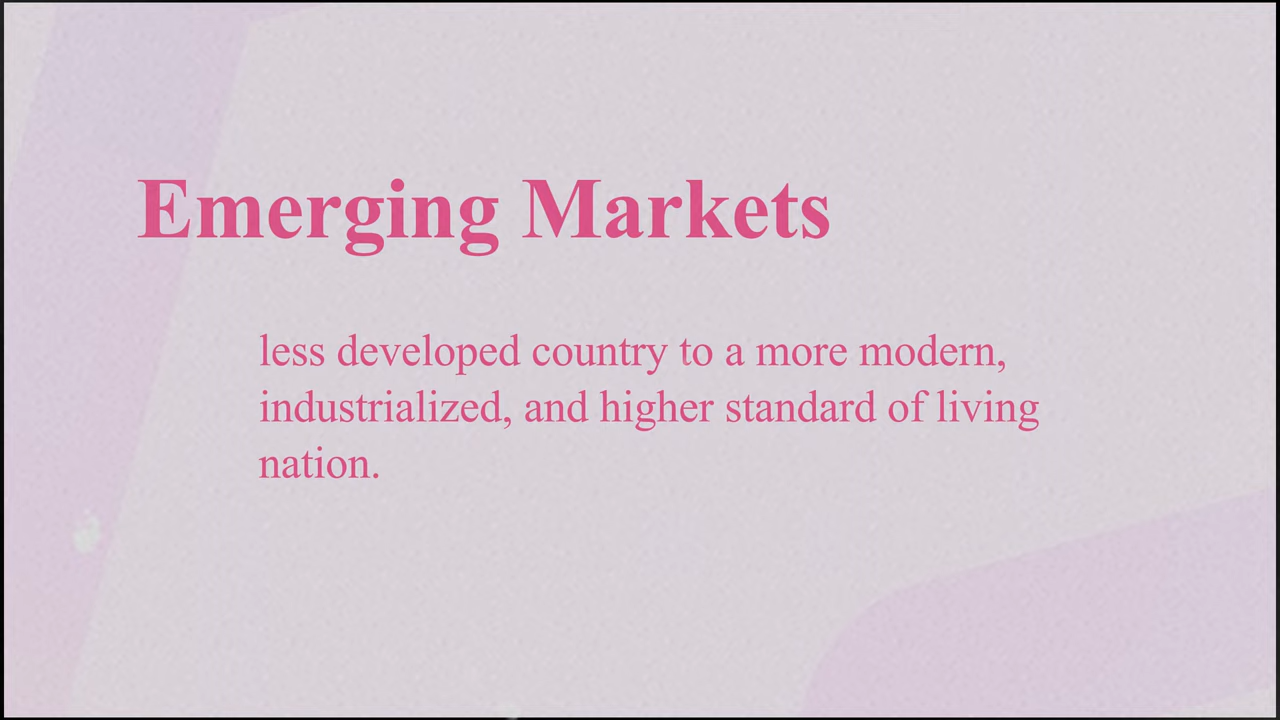 Emerging Markets
less developed country to a more modern,
industrialized, and higher standard of living
nation.